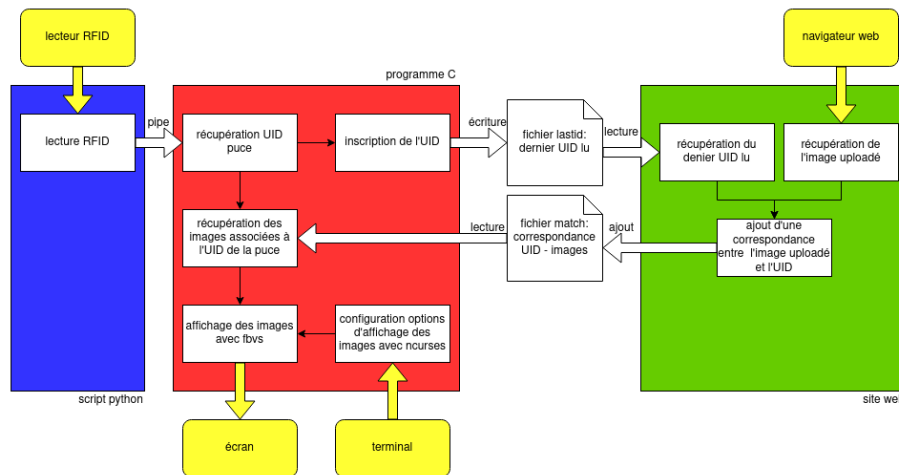 lecteur RFID
navigateur web
programme C
pipe
écriture
lecture
lecture RFID
récupération UID
puce
inscription de l'UID
fichier lastid:
dernier UID lu
récupération du
denier UID lu
récupération de
l'image uploadé
récupération des
images associées à
l'UID de la puce
lecture
fichier match:
correspondance
UID - images
ajout
ajout d'une
correspondance
entre l'image uploadé
et l'UID
affichage des images
avec fbvs
configuration options
d'affichage des
images avec ncurses
script python
site web
écran
terminal